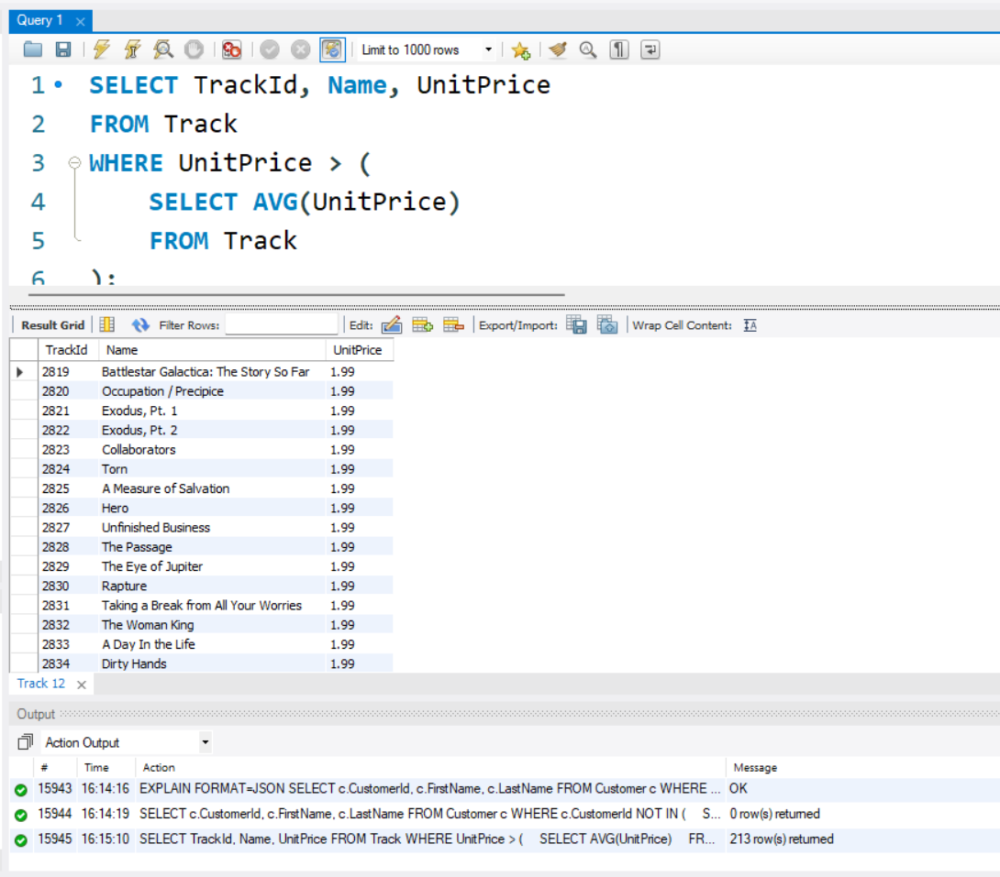 Query 1
Limit to 1000 rows
1 SELECT TrackId, Name, UnitPrice
2 FROM Track
3 WHERE UnitPrice > (
4 SELECT AVG(UnitPrice)
5 FROM Track
6 );
Result Grid Filter Rows: Edit: Export/Import: Wrap Cell Content:
TrackId Name UnitPrice
2819 Battlestar Galactica: The Story So Far 1.99
2820 Occupation / Precipice 1.99
2821 Exodus, Pt. 1 1.99
2822 Exodus, Pt. 2 1.99
2823 Collaborators 1.99
2824 Torn 1.99
2825 A Measure of Salvation 1.99
2826 Hero 1.99
2827 Unfinished Business 1.99
2828 The Passage 1.99
2829 The Eye of Jupiter 1.99
2830 Rapture 1.99
2831 Taking a Break from All Your Worries 1.99
2832 The Woman King 1.99
2833 A Day In the Life 1.99
2834 Dirty Hands 1.99
Track 12
Output
Action Output
# Time Action Message
15943 16:14:16 EXPLAIN FORMAT=JSON SELECT c.CustomerId, c.FirstName, c.LastName FROM Customer c WHERE ... OK
15944 16:14:19 SELECT c.CustomerId, c.FirstName, c.LastName FROM Customer c WHERE c.CustomerId NOT IN ( S... 0 row(s) returned
15945 16:15:10 SELECT TrackId, Name, UnitPrice FROM Track WHERE UnitPrice > ( SELECT AVG(UnitPrice) FR... 213 row(s) returned